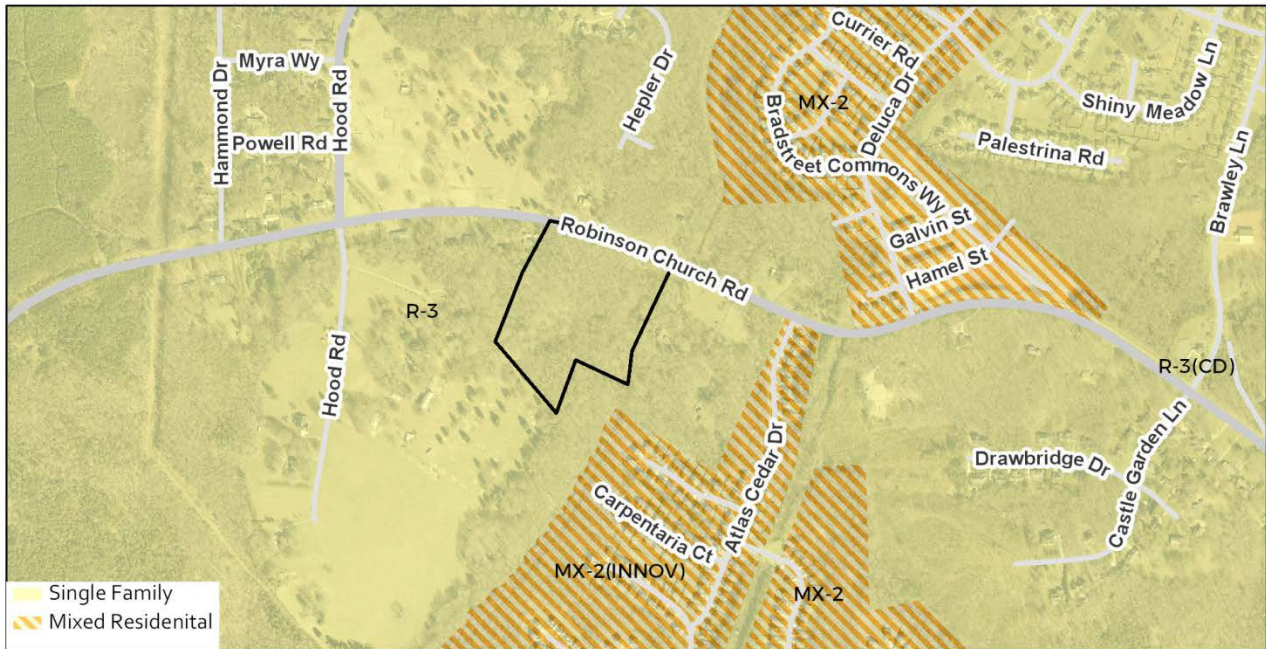 Currier Rd
Myra Wy
Hood Rd
Hepler Dr
Shiny Meadow Ln
MX-2
Deluca Dr
Hammond Dr
Powell Rd
Bradstreet Commons Wy
Palestrina Rd
Brawley Ln
Robinson Church Rd
Galvin St
Hamel St
R-3
Hood Rd
R-3(CD)
Atlas Cedar Dr
Drawbridge Dr
Castle Garden Ln
Carpentaria Ct
MX-2(INNOV)
MX-2
Single Family
Mixed Residenital